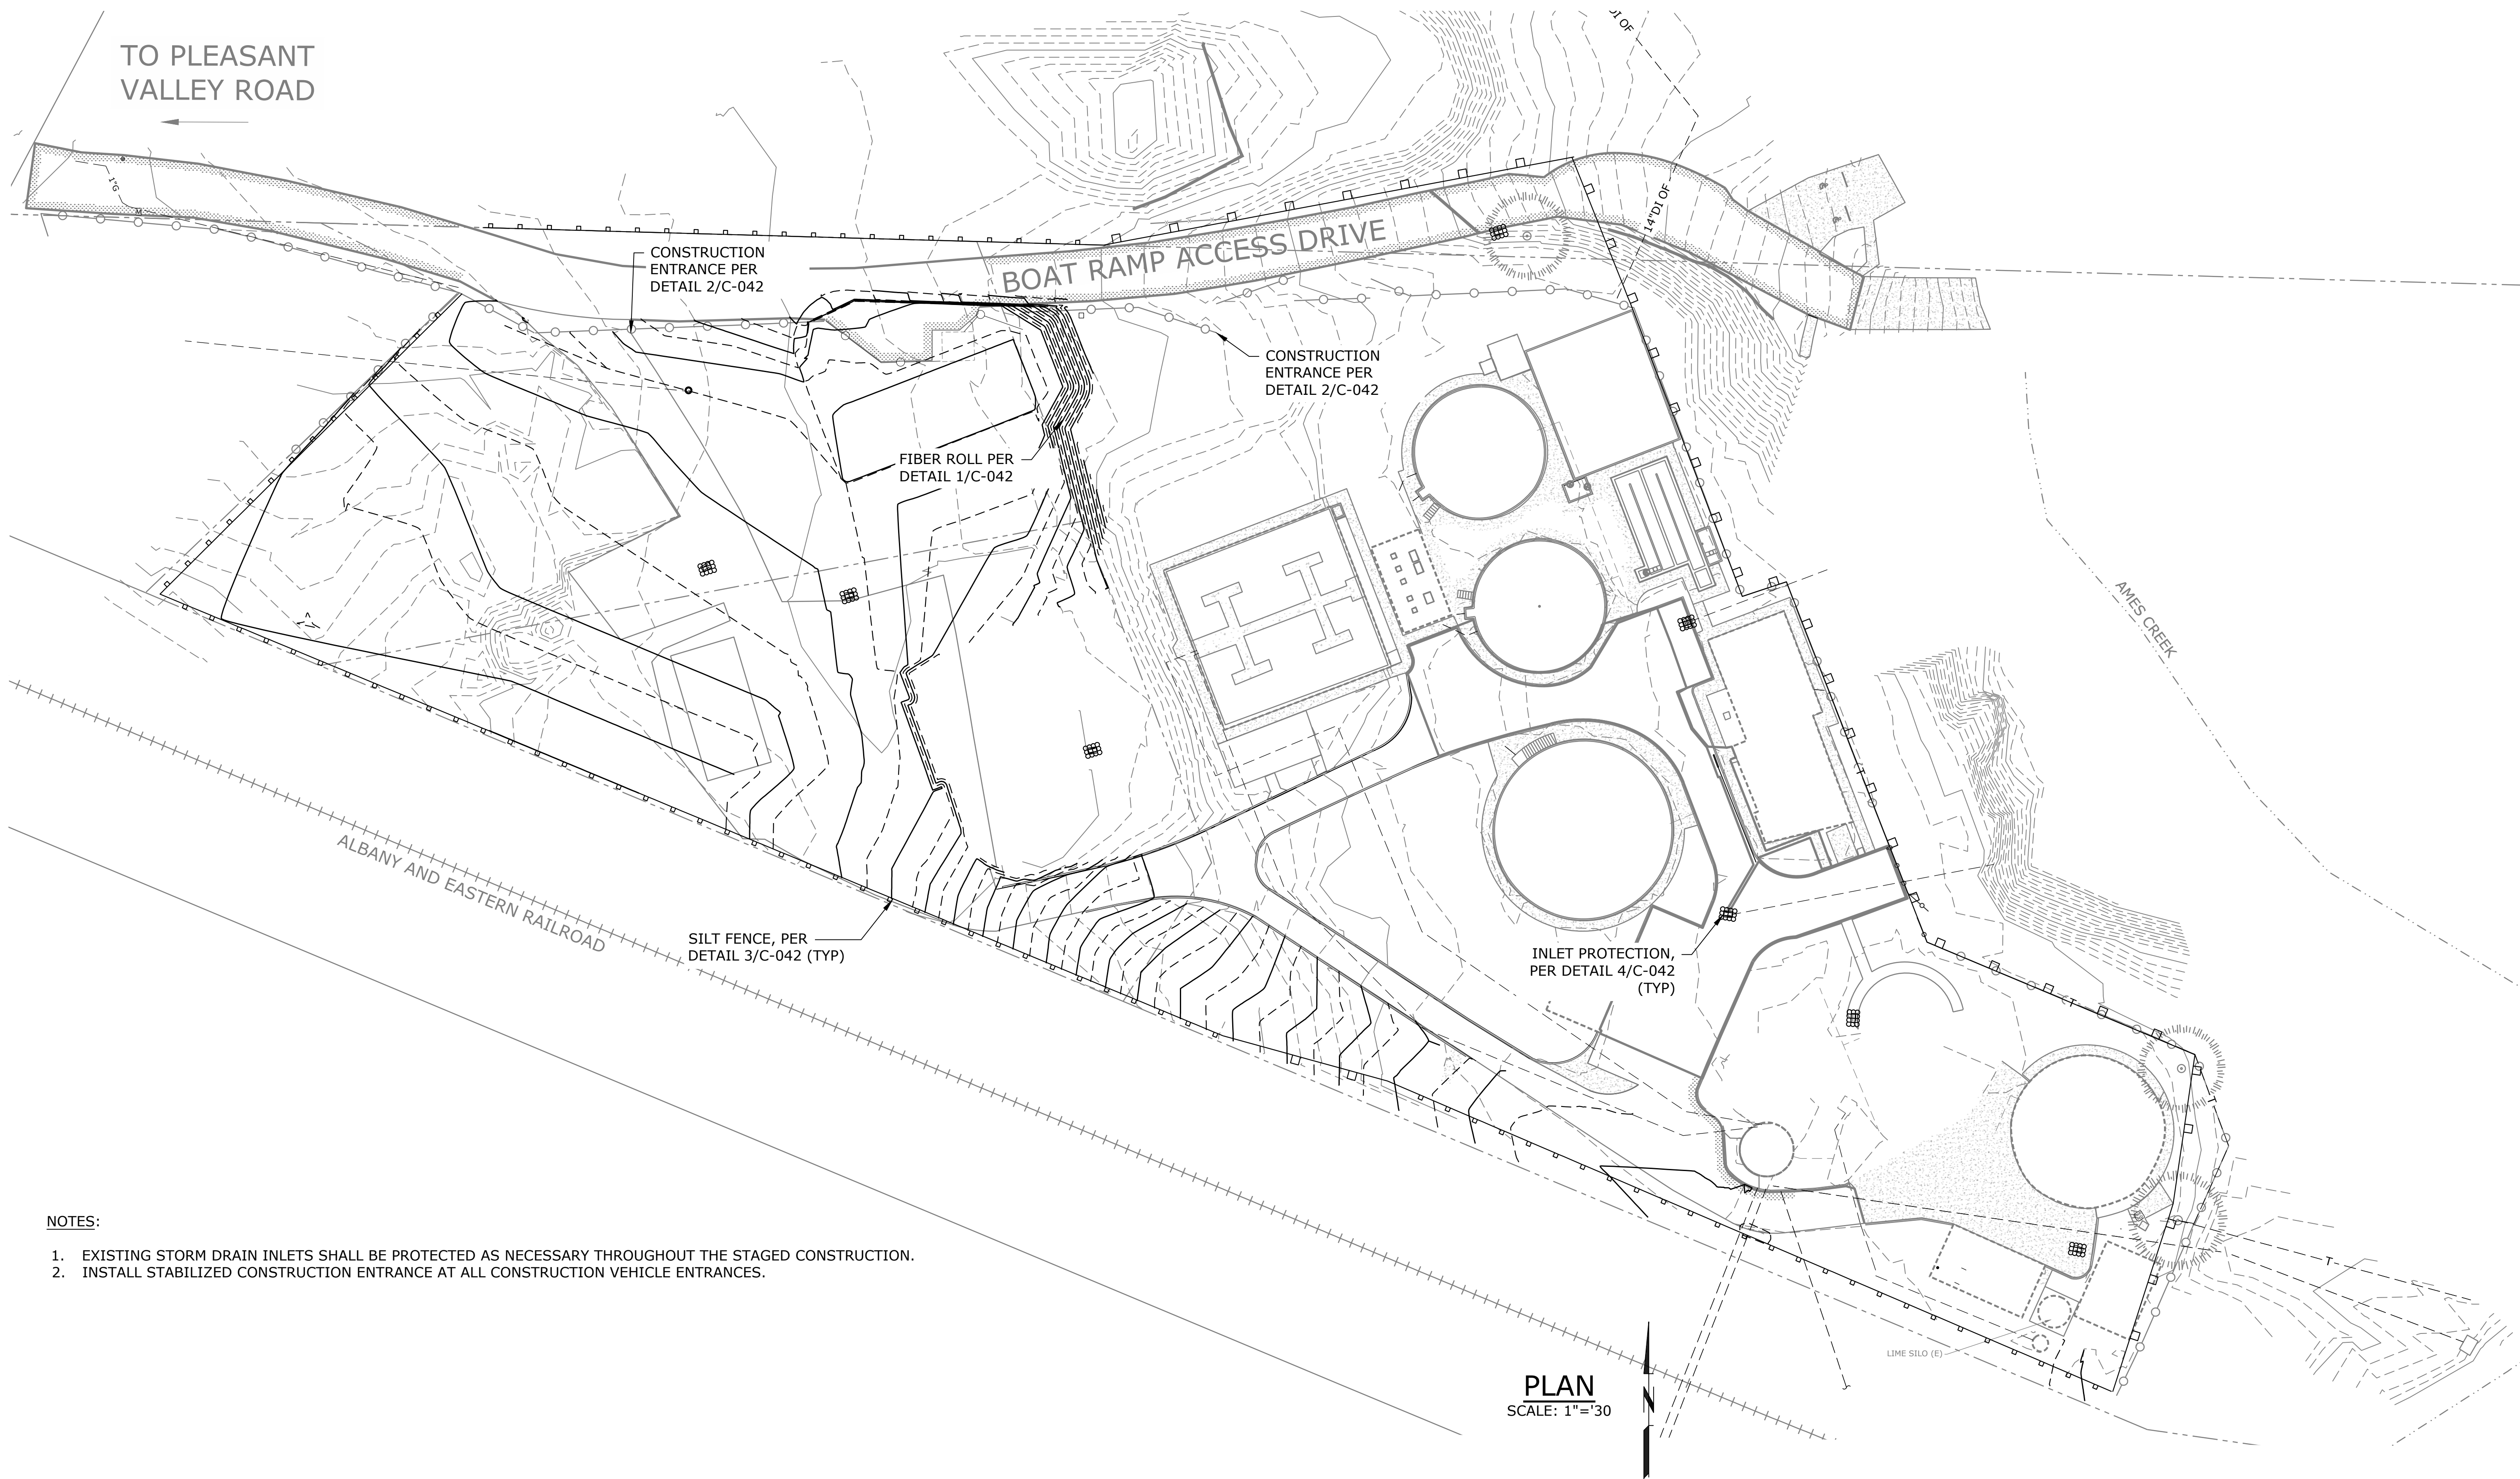 DI OF
TO PLEASANT
VALLEY ROAD
1"G
M
14"DI OF
BOAT RAMP ACCESS DRIVE
CONSTRUCTION
ENTRANCE PER
DETAIL 2/C-042
CONSTRUCTION
ENTRANCE PER
DETAIL 2/C-042
FIBER ROLL PER
DETAIL 1/C-042
AMES CREEK
T
ALBANY AND EASTERN RAILROAD
SILT FENCE, PER
DETAIL 3/C-042 (TYP)
INLET PROTECTION,
PER DETAIL 4/C-042
(TYP)
T
T
T
T
NOTES:
1. EXISTING STORM DRAIN INLETS SHALL BE PROTECTED AS NECESSARY THROUGHOUT THE STAGED CONSTRUCTION.
2. INSTALL STABILIZED CONSTRUCTION ENTRANCE AT ALL CONSTRUCTION VEHICLE ENTRANCES.
LIME SILO (E)
PLAN
SCALE: 1"='30
N